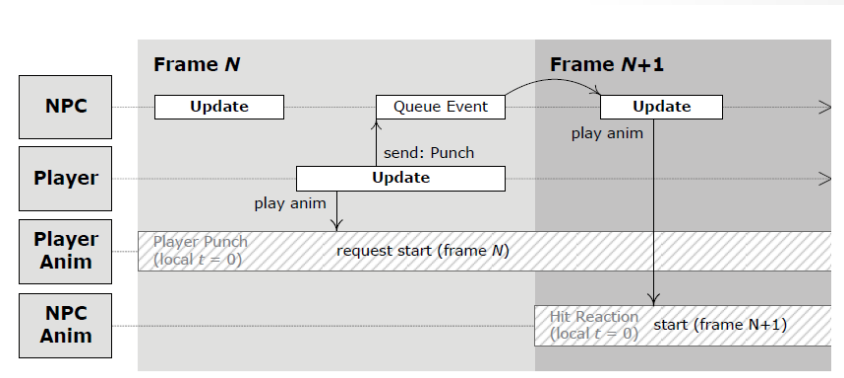 Frame N
Frame N+1
NPC
Update
Queue Event
Update
play anim
send: Punch
Player
Update
play anim
Player
Anim
Player Punch
(local t = 0)
request start (frame N)
NPC
Anim
Hit Reaction
(local t = 0)
start (frame N+1)